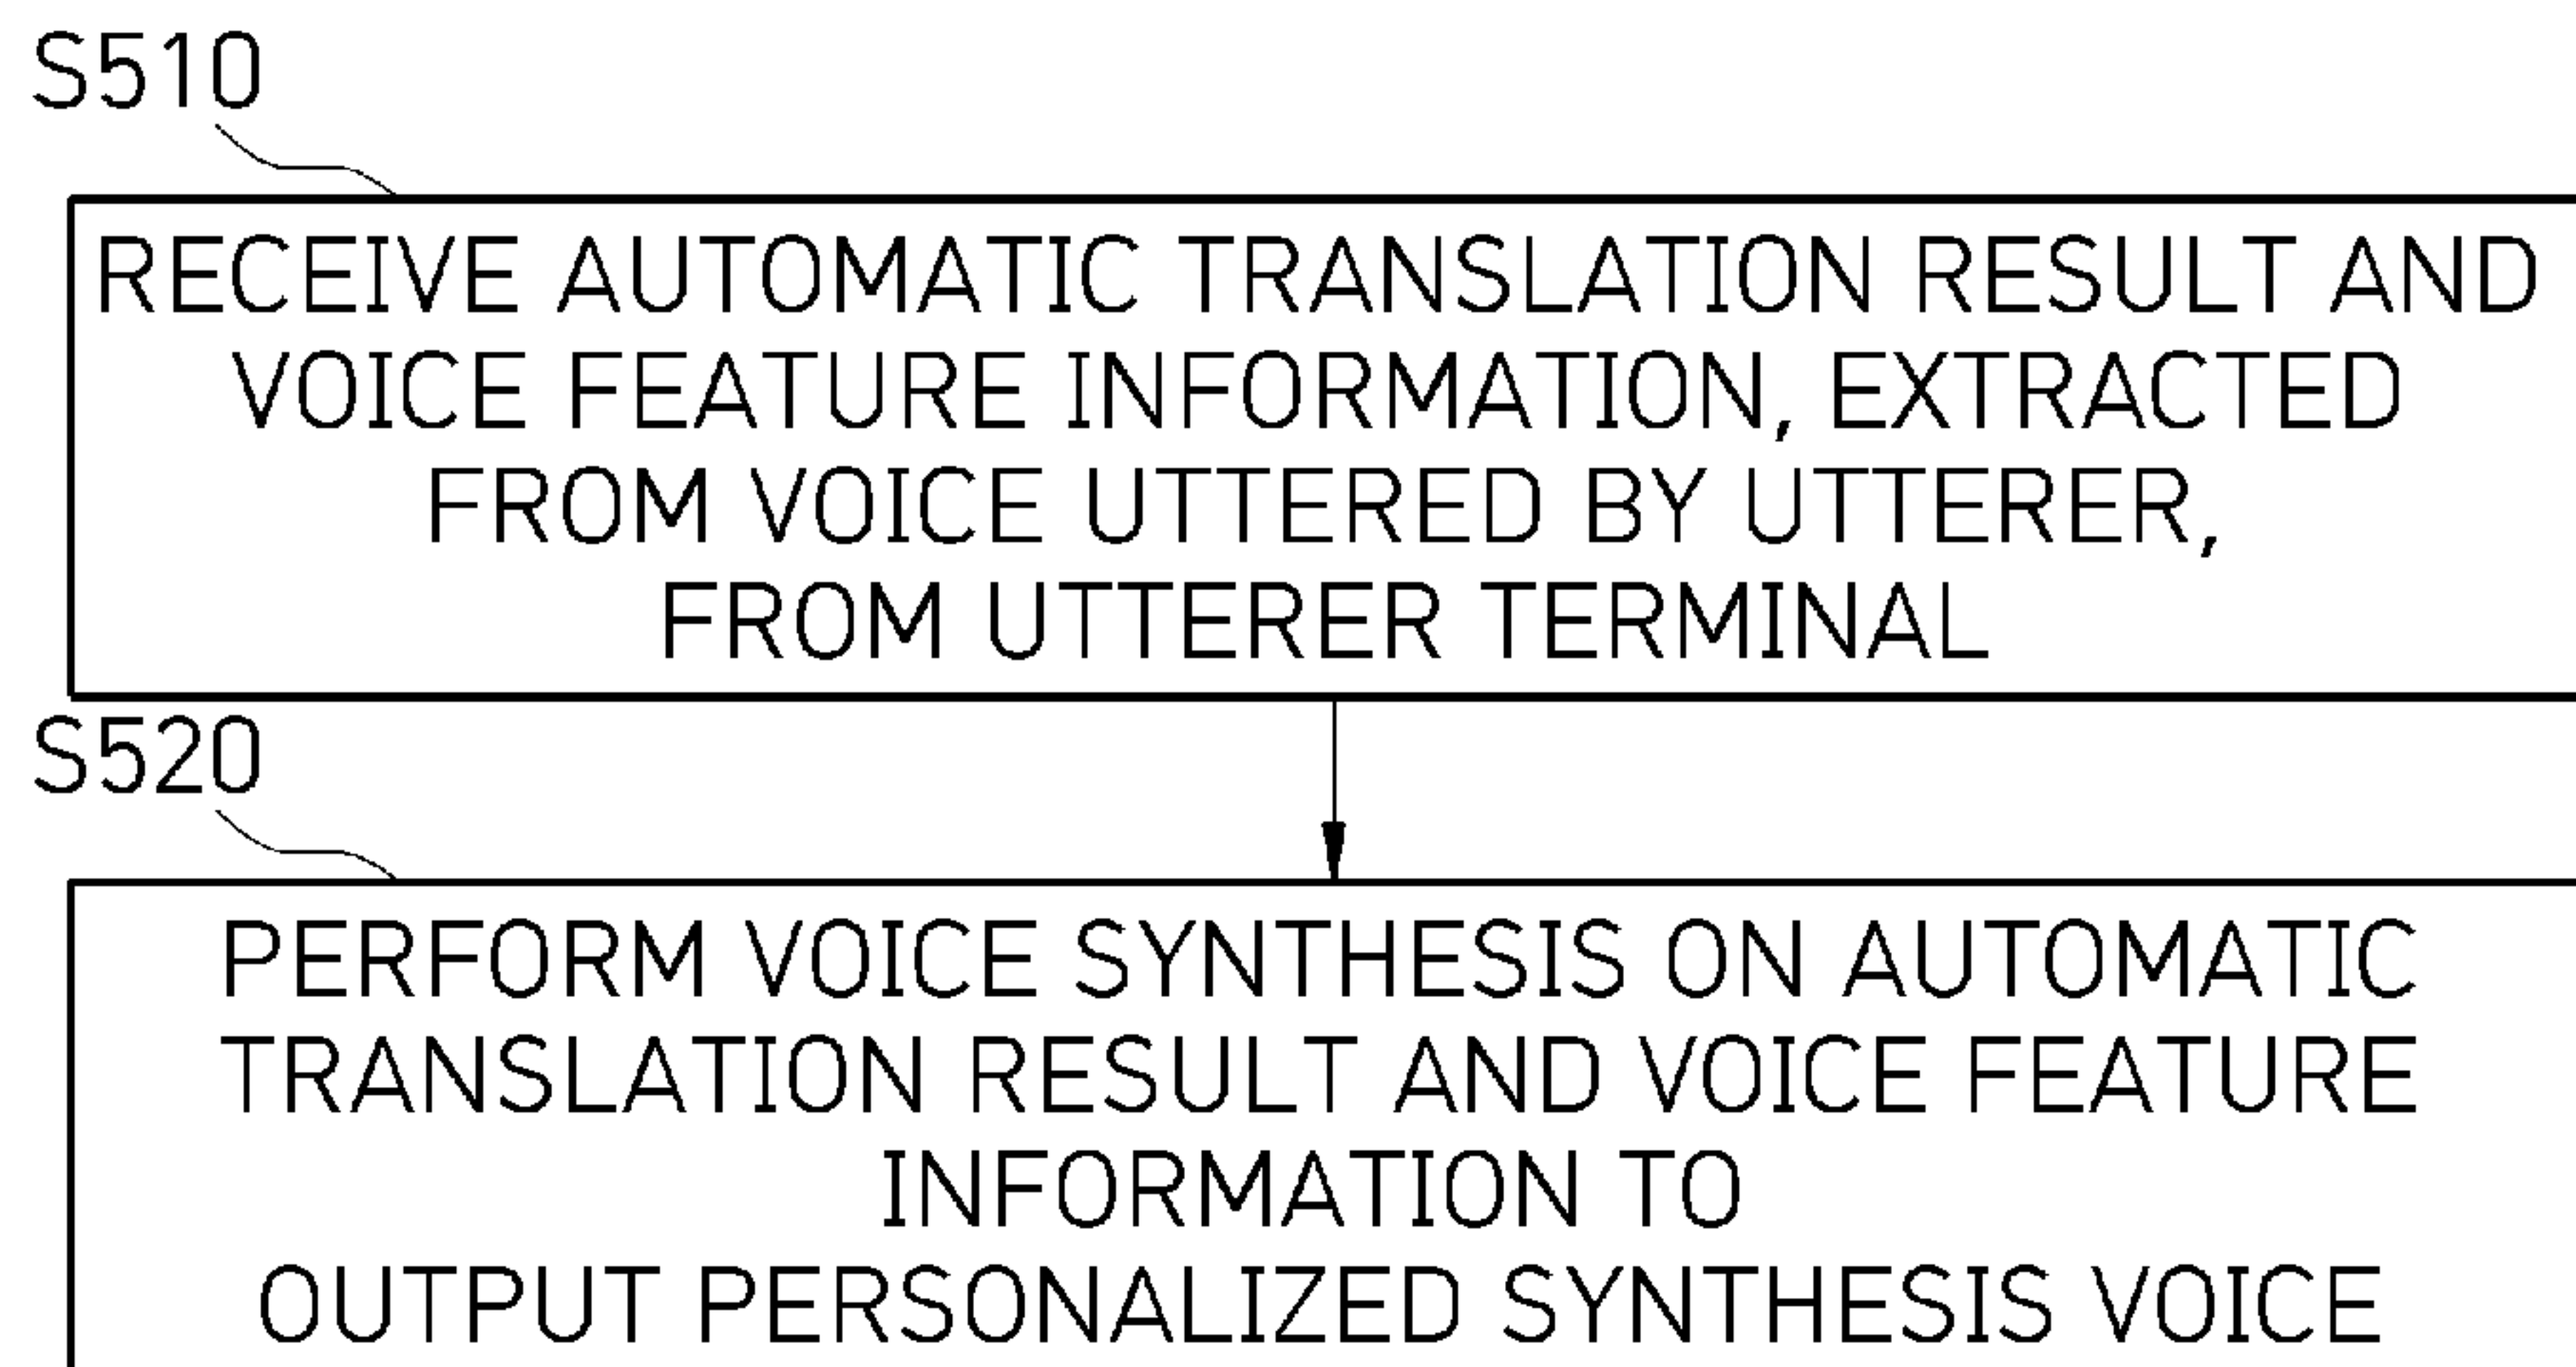 S510
RECEIVE AUTOMATIC TRANSLATION RESULT AND
VOICE FEATURE INFORMATION, EXTRACTED
FROM VOICE UTTERED BY UTTERER,
FROM UTTERER TERMINAL
S520
PERFORM VOICE SYNTHESIS ON AUTOMATIC
TRANSLATION RESULT AND VOICE FEATURE
INFORMATION TO
OUTPUT PERSONALIZED SYNTHESIS VOICE